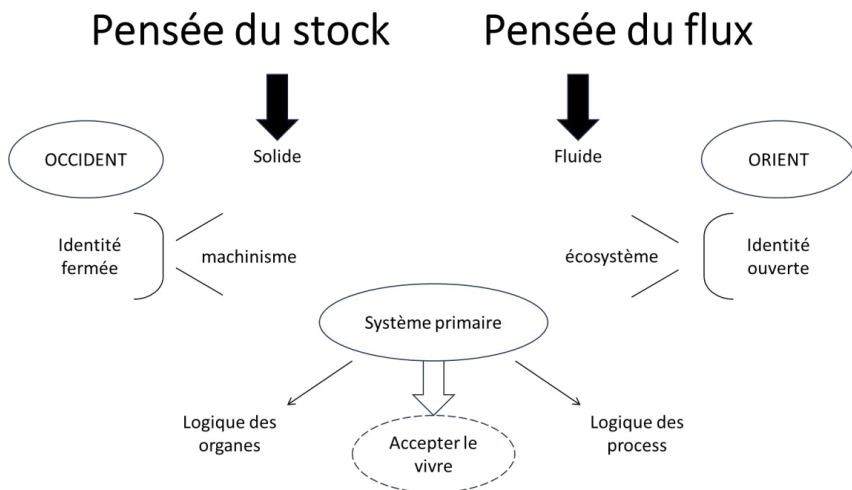 Pensée du stock
Pensée du flux
OCCIDENT
Solide
Fluide
ORIENT
Identité
fermée
machinisme
écosystème
Identité
ouverte
Système primaire
Logique des
organes
Accepter le
vivre
Logique des
process